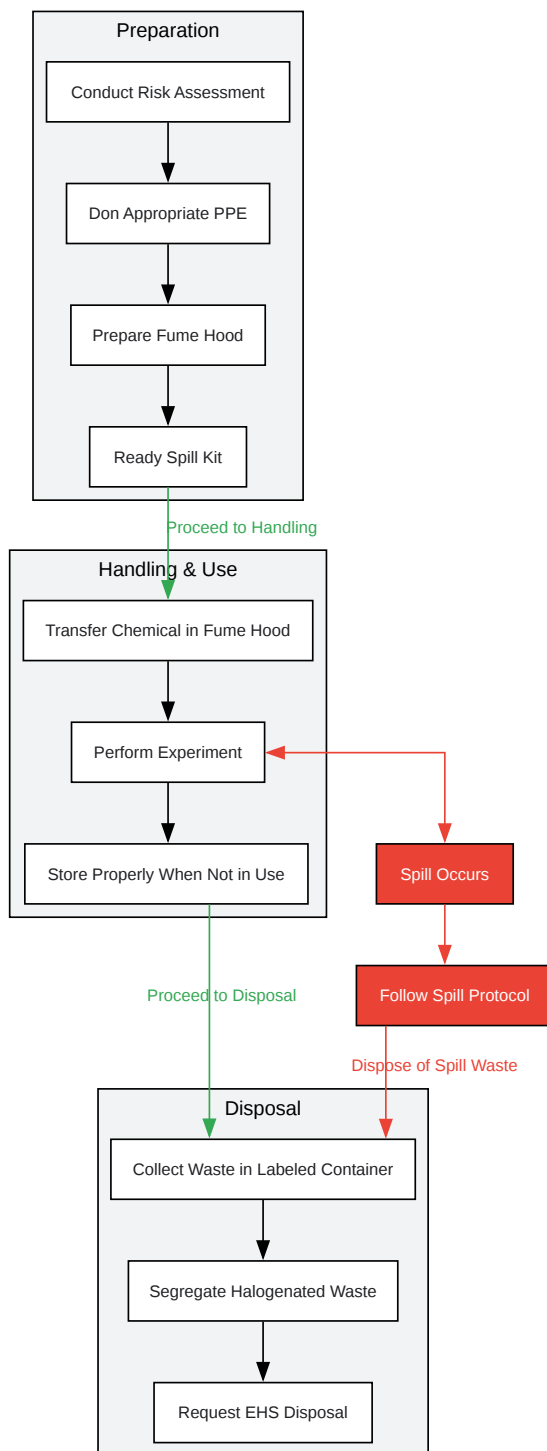 Preparation
Conduct Risk Assessment
Don Appropriate PPE
Prepare Fume Hood
Ready Spill Kit
Proceed to Handling
Handling & Use
Transfer Chemical in Fume Hood
Perform Experiment
Store Properly When Not in Use
Spill Occurs
Follow Spill Protocol
Proceed to Disposal
Dispose of Spill Waste
Disposal
Collect Waste in Labeled Container
Segregate Halogenated Waste
Request EHS Disposal